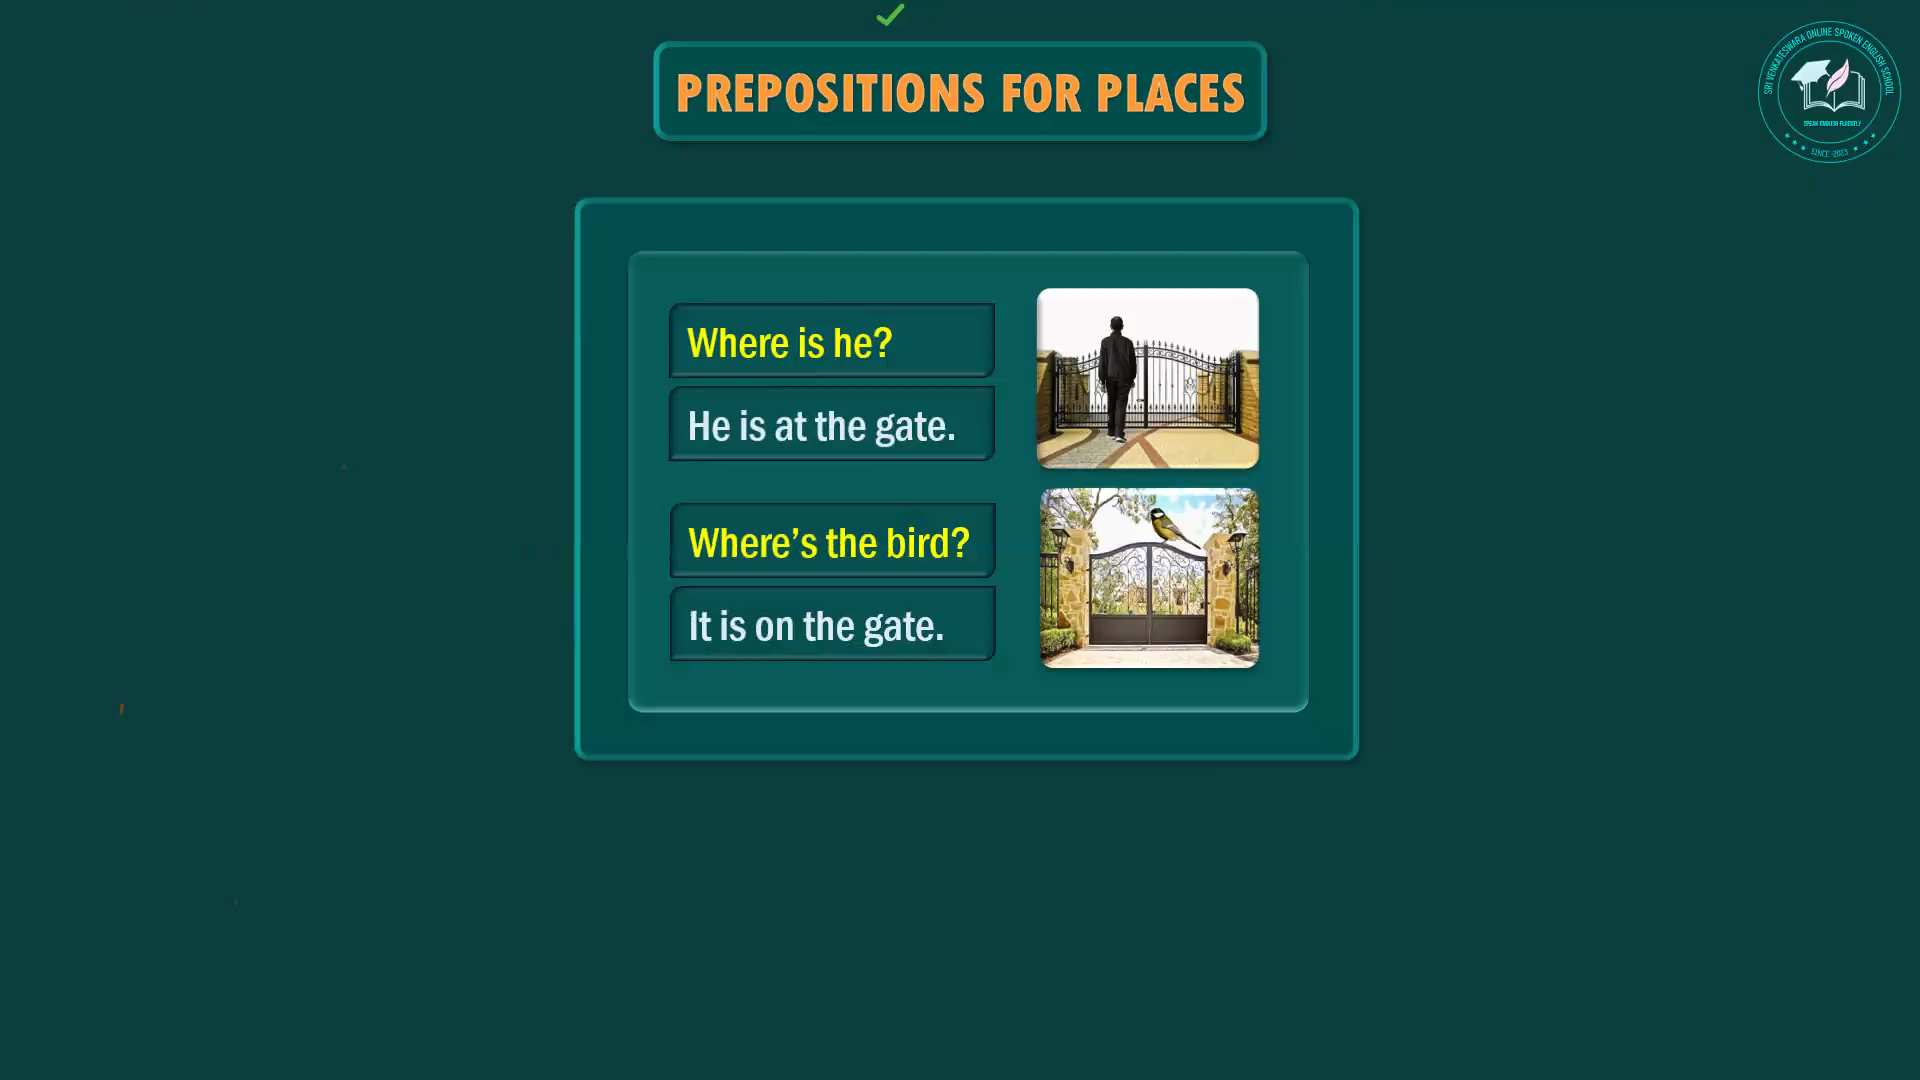 PREPOSITIONS FOR PLACES
SRI VENKATESWARA ONLINE SPOKEN ENGLISH SCHOOL
SPEAK ENGLISH FLUENTLY
SINCE -2023
Where is he?
He is at the gate.
Where’s the bird?
It is on the gate.